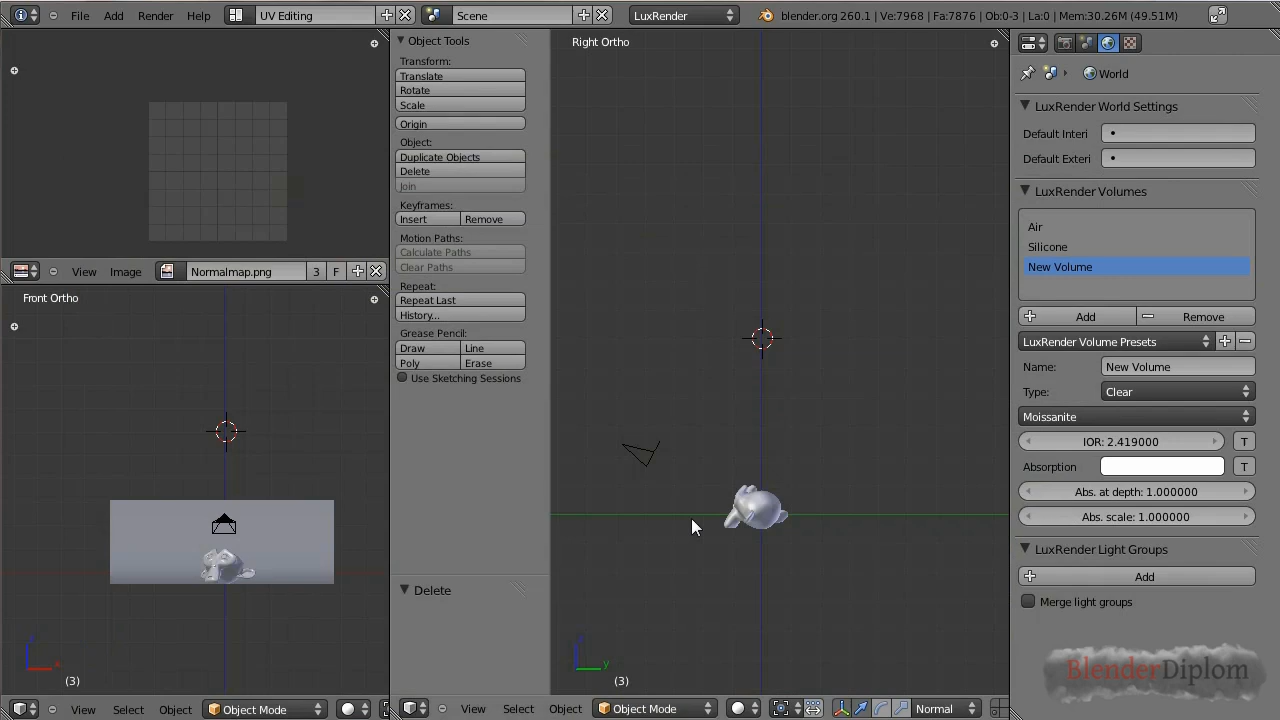 File Add Render Help UV Editing Scene LuxRender blender.org 260.1 | Ve:7968 | Fa:7876 | Ob:0-3 | La:0 | Mem:30.26M (49.51M)
View Image Normalmap.png 3 F
Front Ortho
x
(3)
View Select Object Object Mode
Object Tools
Transform:
Translate
Rotate
Scale
Origin
Object:
Duplicate Objects
Delete
Join
Keyframes:
Insert Remove
Motion Paths:
Calculate Paths
Clear Paths
Repeat:
Repeat Last
History...
Grease Pencil:
Draw Line
Poly Erase
Use Sketching Sessions
Delete
Right Ortho
y
(3)
View Select Object Object Mode Normal
World
LuxRender World Settings
Default Interi
Default Exteri
LuxRender Volumes
Air
Silicone
New Volume
Add Remove
LuxRender Volume Presets
Name: New Volume
Type: Clear
Moissanite
IOR: 2.419000 T
Absorption T
Abs. at depth: 1.000000
Abs. scale: 1.000000
LuxRender Light Groups
Add
Merge light groups
BlenderDiplom